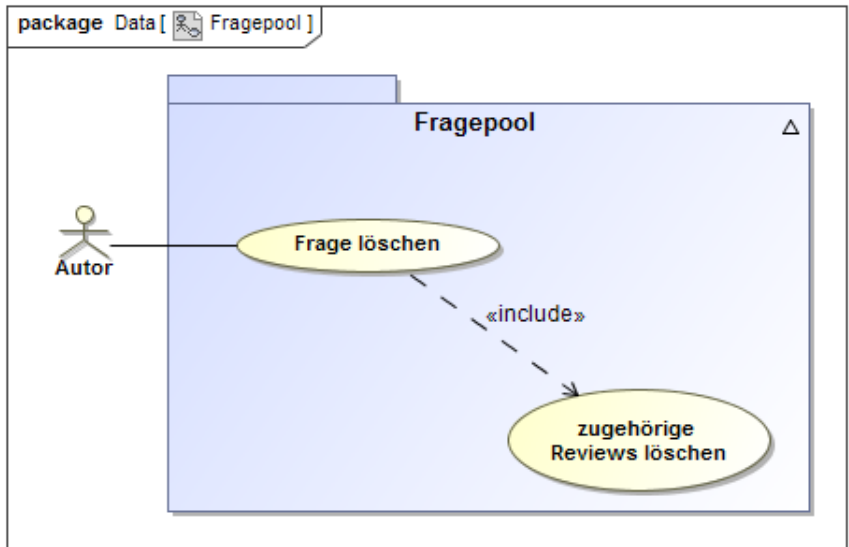 package Data [ Fragepool ]
Fragepool
Frage löschen
Autor
«include»
zugehörige
Reviews löschen